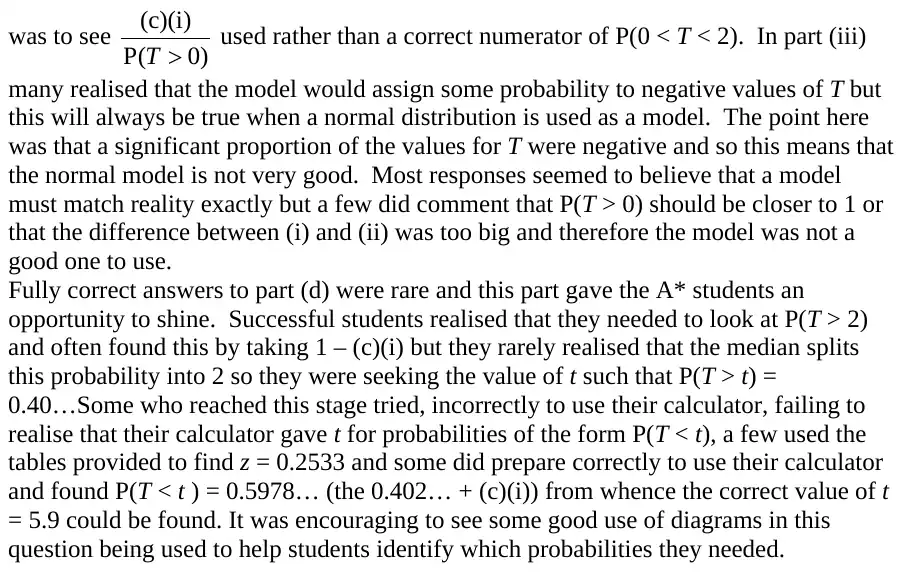 was to see (c)(i) / P(T > 0) used rather than a correct numerator of P(0 < T < 2). In part (iii)
many realised that the model would assign some probability to negative values of T but
this will always be true when a normal distribution is used as a model. The point here
was that a significant proportion of the values for T were negative and so this means that
the normal model is not very good. Most responses seemed to believe that a model
must match reality exactly but a few did comment that P(T > 0) should be closer to 1 or
that the difference between (i) and (ii) was too big and therefore the model was not a
good one to use.
Fully correct answers to part (d) were rare and this part gave the A* students an
opportunity to shine. Successful students realised that they needed to look at P(T > 2)
and often found this by taking 1 – (c)(i) but they rarely realised that the median splits
this probability into 2 so they were seeking the value of t such that P(T > t) =
0.40…Some who reached this stage tried, incorrectly to use their calculator, failing to
realise that their calculator gave t for probabilities of the form P(T < t), a few used the
tables provided to find z = 0.2533 and some did prepare correctly to use their calculator
and found P(T < t ) = 0.5978… (the 0.402… + (c)(i)) from whence the correct value of t
= 5.9 could be found. It was encouraging to see some good use of diagrams in this
question being used to help students identify which probabilities they needed.